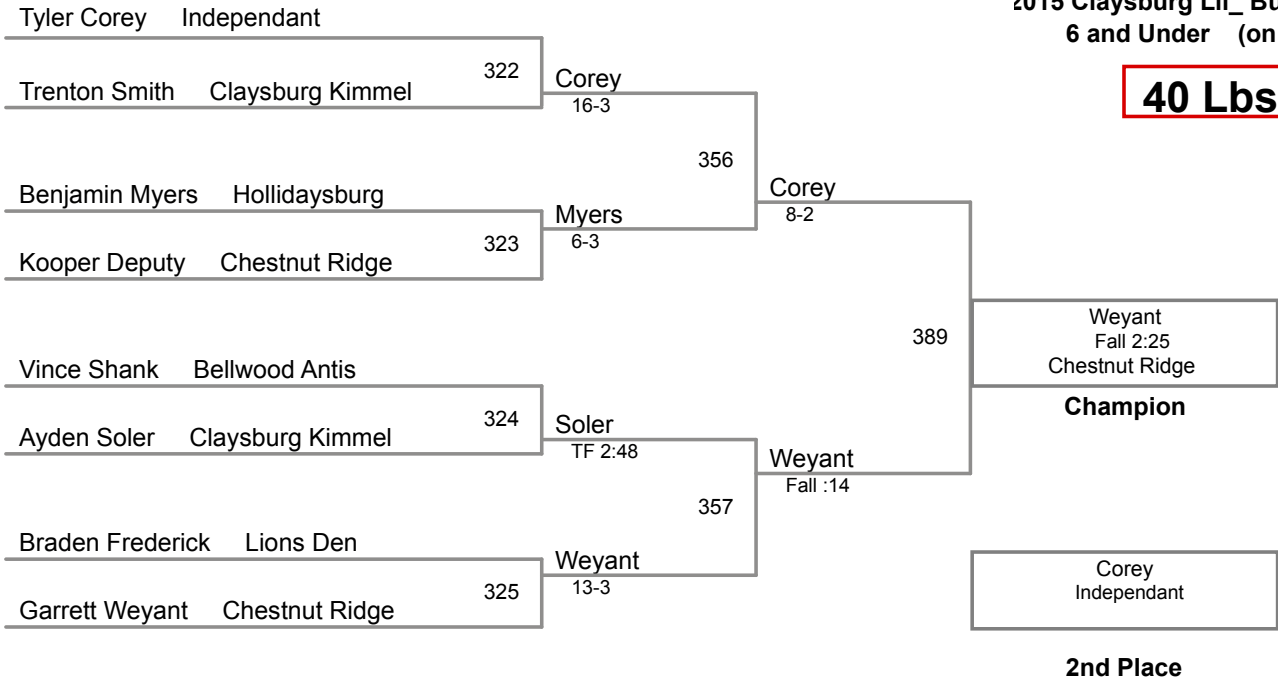 2015 Claysburg Lil_
6 and Under (on
40 Lbs
Tyler Corey Independant
322
Trenton Smith Claysburg Kimmel
Corey
16-3
356
Benjamin Myers Hollidaysburg
323
Kooper Deputy Chestnut Ridge
Myers
6-3
Corey
8-2
389
Vince Shank Bellwood Antis
324
Ayden Soler Claysburg Kimmel
Soler
TF 2:48
357
Braden Frederick Lions Den
325
Garrett Weyant Chestnut Ridge
Weyant
13-3
Weyant
Fall :14
Weyant
Fall 2:25
Chestnut Ridge
Champion
Corey
Independant
2nd Place